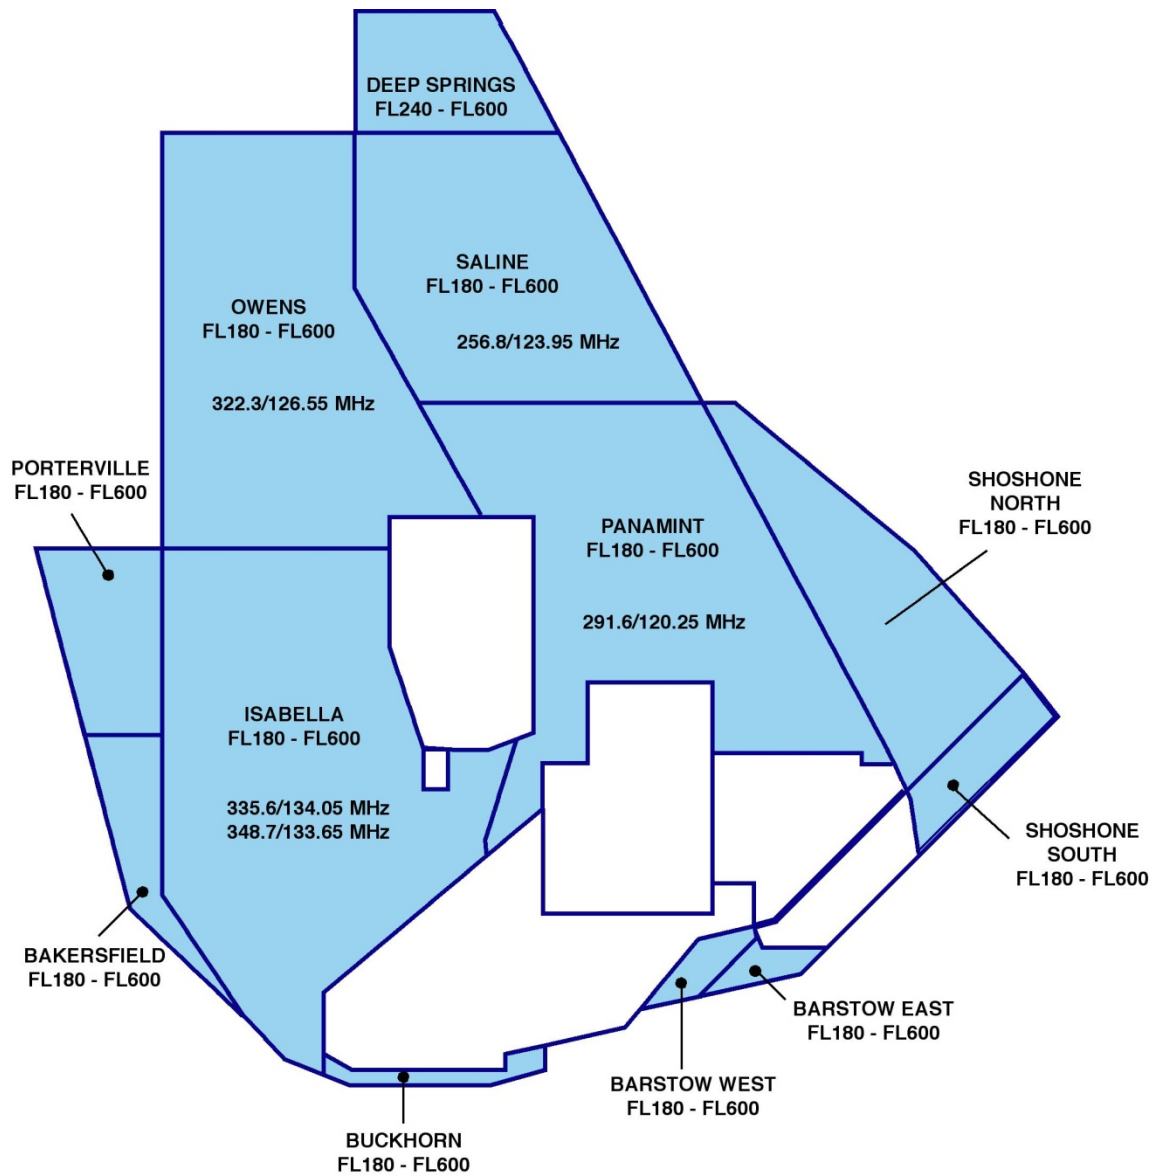 DEEP SPRINGS
FL240 - FL600
SALINE
FL180 - FL600
256.8/123.95 MHz
OWENS
FL180 - FL600
322.3/126.55 MHz
PORTERVILLE
FL180 - FL600
SHOSHONE
NORTH
FL180 - FL600
PANAMINT
FL180 - FL600
291.6/120.25 MHz
ISABELLA
FL180 - FL600
335.6/134.05 MHz
348.7/133.65 MHz
SHOSHONE
SOUTH
FL180 - FL600
BAKERSFIELD
FL180 - FL600
BARSTOW EAST
FL180 - FL600
BARSTOW WEST
FL180 - FL600
BUCKHORN
FL180 - FL600